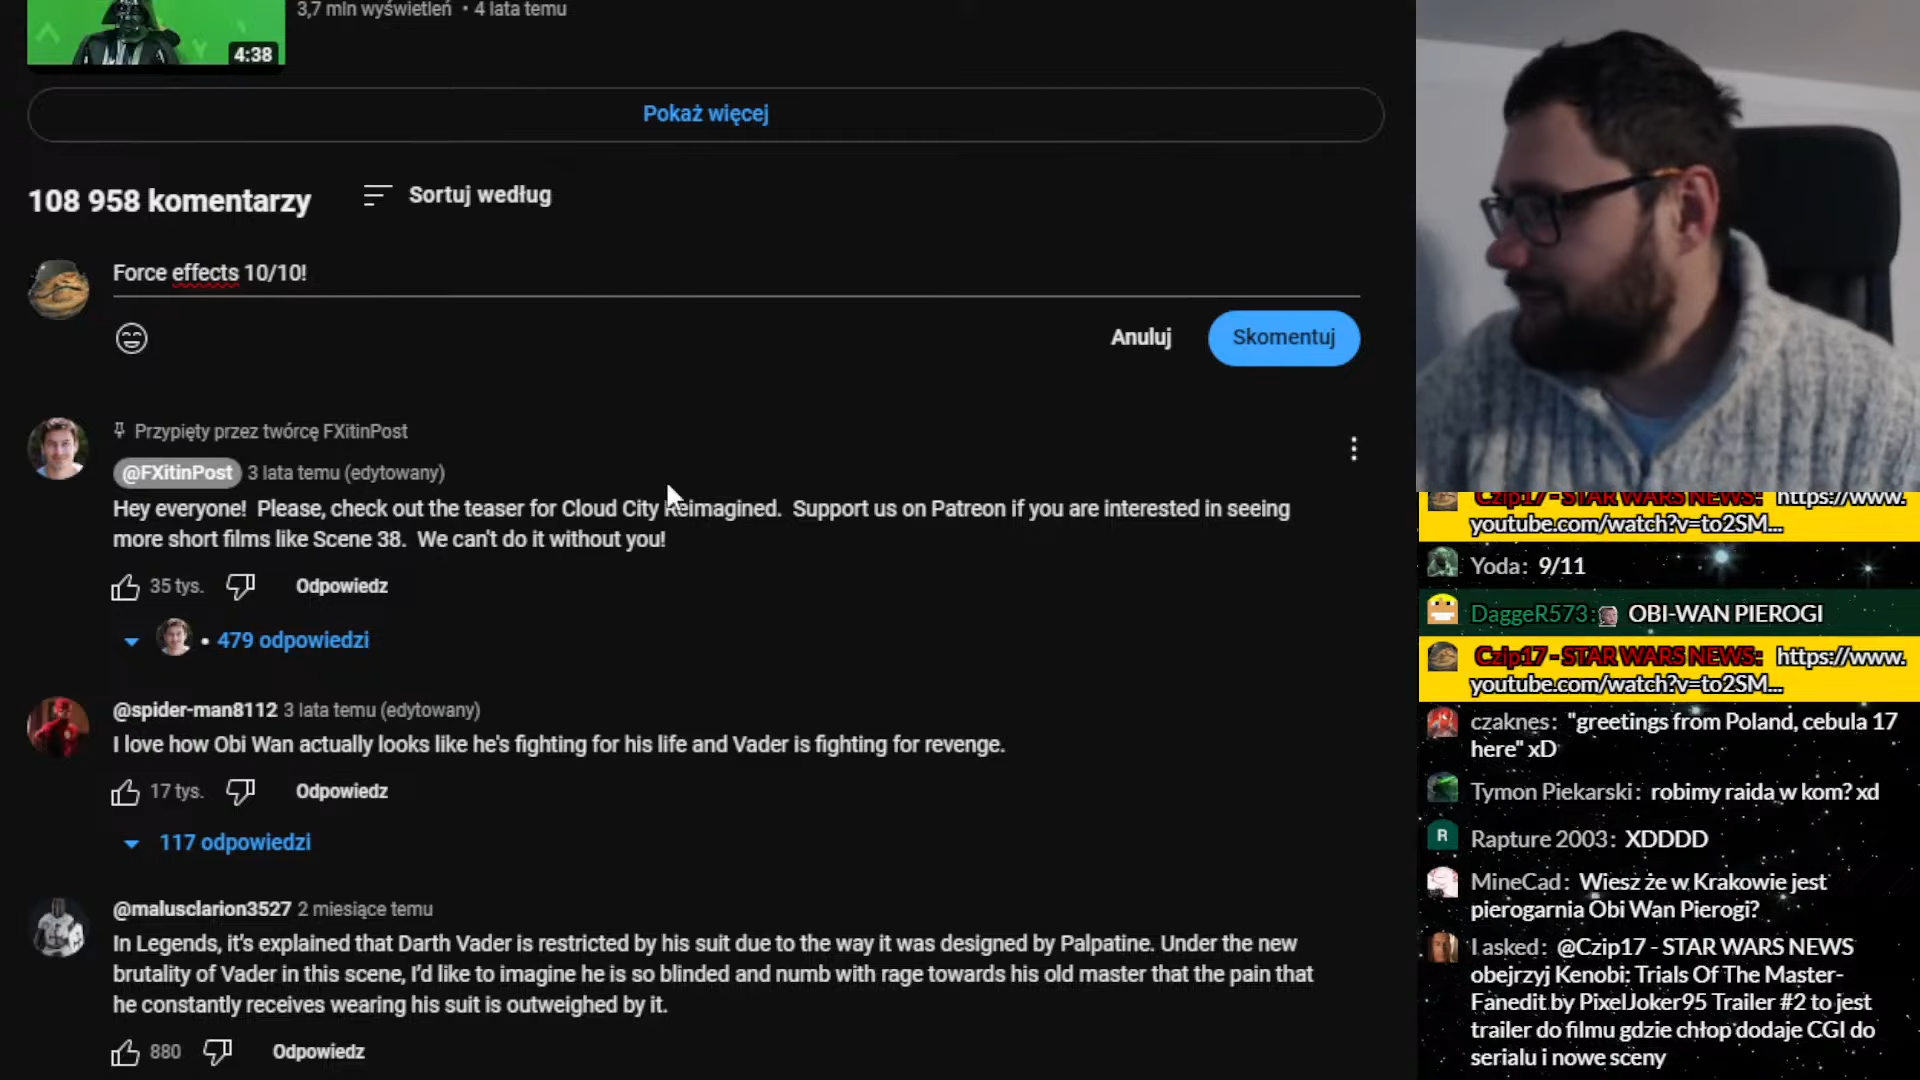 3,7 mln wyświetleń • 4 lata temu
4:38
Pokaż więcej
108 958 komentarzy
Sortuj według
Force effects 10/10!
Anuluj
Skomentuj
Przypięty przez twórcę FXitinPost
@FXitinPost 3 lata temu (edytowany)
Hey everyone!  Please, check out the teaser for Cloud City Reimagined.  Support us on Patreon if you are interested in seeing
more short films like Scene 38.  We can't do it without you!
35 tys.
Odpowiedz
• 479 odpowiedzi
@spider-man8112 3 lata temu (edytowany)
I love how Obi Wan actually looks like he's fighting for his life and Vader is fighting for revenge.
17 tys.
Odpowiedz
117 odpowiedzi
@malusclarion3527 2 miesiące temu
In Legends, it's explained that Darth Vader is restricted by his suit due to the way it was designed by Palpatine. Under the new
brutality of Vader in this scene, I'd like to imagine he is so blinded and numb with rage towards his old master that the pain that
he constantly receives wearing his suit is outweighed by it.
880
Odpowiedz
Czip17 - STAR WARS NEWS: https://www.
youtube.com/watch?v=to2SM...
Yoda: 9/11
DaggeR573: OBI-WAN PIEROGI
Czip17 - STAR WARS NEWS: https://www.
youtube.com/watch?v=to2SM...
czaknes: "greetings from Poland, cebula 17
here" xD
Tymon Piekarski: robimy raida w kom? xd
R
Rapture 2003: XDDDD
MineCad: Wiesz że w Krakowie jest
pierogarnia Obi Wan Pierogi?
I asked: @Czip17 - STAR WARS NEWS
obejrzyj Kenobi: Trials Of The Master-
Fanedit by PixelJoker95 Trailer #2 to jest
trailer do filmu gdzie chłop dodaje CGI do
serialu i nowe sceny